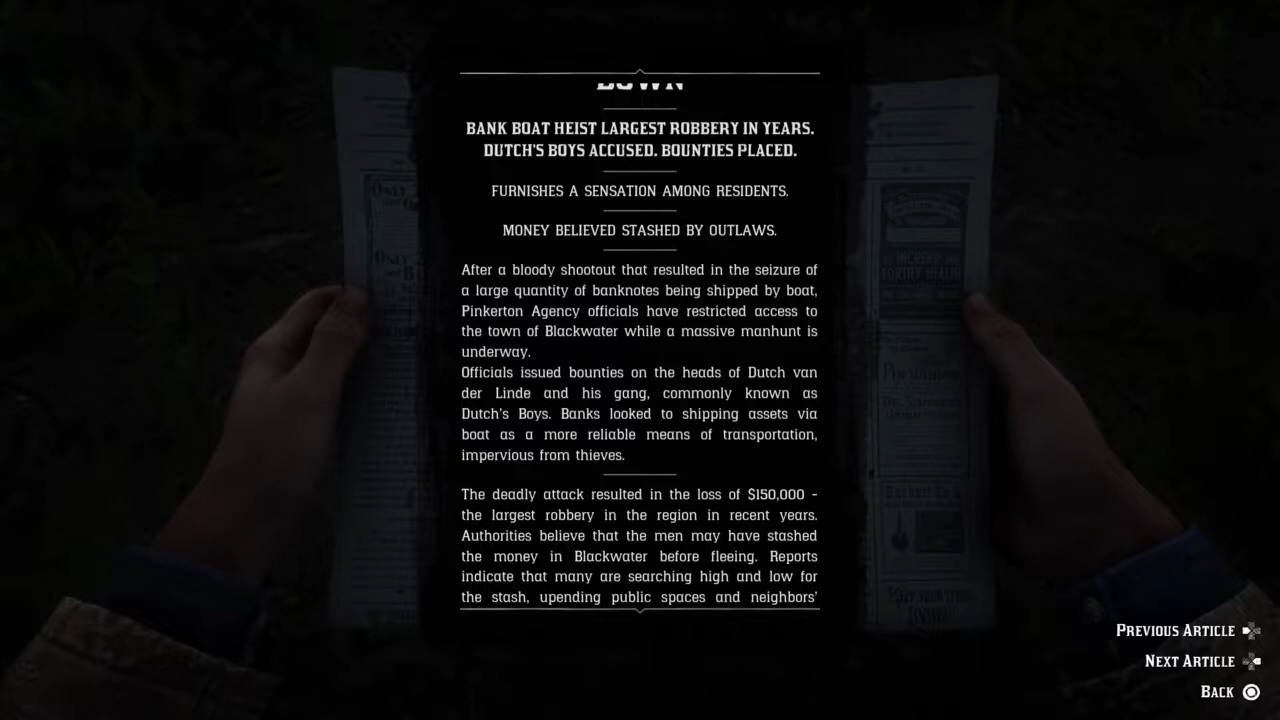 BANK BOAT HEIST LARGEST ROBBERY IN YEARS.
DUTCH'S BOYS ACCUSED. BOUNTIES PLACED.
FURNISHES A SENSATION AMONG RESIDENTS.
MONEY BELIEVED STASHED BY OUTLAWS.
After a bloody shootout that resulted in the seizure of
a large quantity of banknotes being shipped by boat,
Pinkerton Agency officials have restricted access to
the town of Blackwater while a massive manhunt is
underway.
Officials issued bounties on the heads of Dutch van
der Linde and his gang, commonly known as
Dutch's Boys. Banks looked to shipping assets via
boat as a more reliable means of transportation,
impervious from thieves.
The deadly attack resulted in the loss of $150,000 -
the largest robbery in the region in recent years.
Authorities believe that the men may have stashed
the money in Blackwater before fleeing. Reports
indicate that many are searching high and low for
the stash, upending public spaces and neighbors'
PREVIOUS ARTICLE
NEXT ARTICLE
BACK